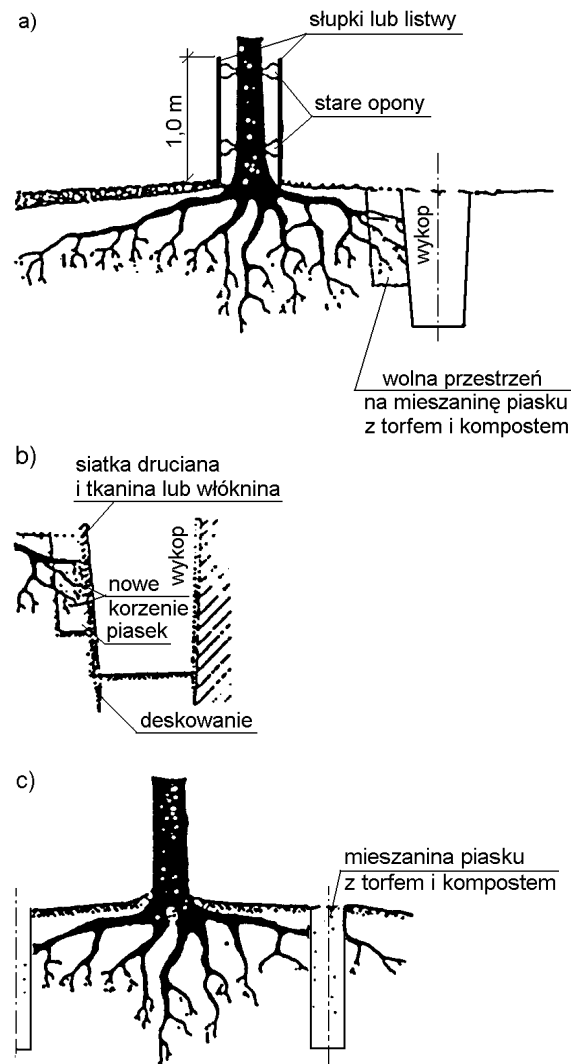 a)
słupki lub listwy
stare opony
1,0 m
wykop
wolna przestrzeń
na mieszaninę piasku
z torfem i kompostem
b)
siatka druciana
i tkanina lub włóknina
wykop
nowe
korzenie
piasek
deskowanie
c)
mieszanina piasku
z torfem i kompostem